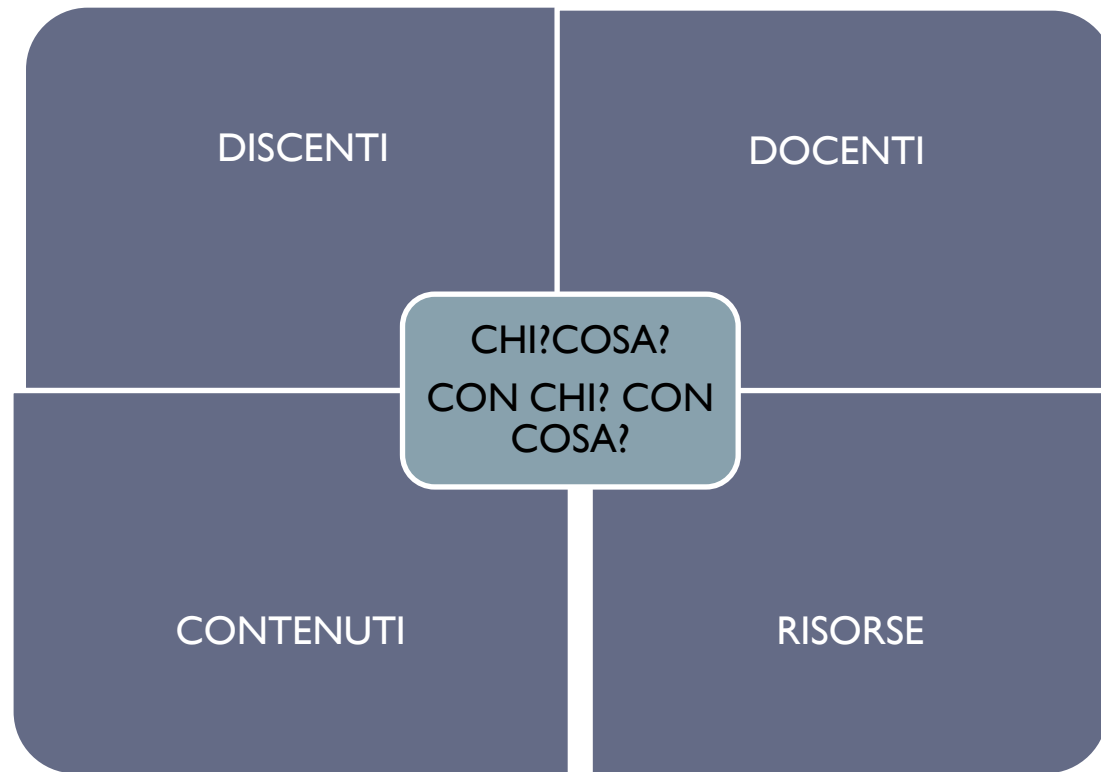 DISCENTI
DOCENTI
CHI?COSA?
CON CHI? CON
COSA?
CONTENUTI
RISORSE